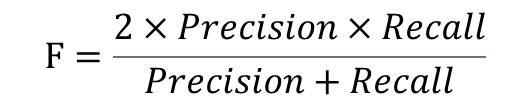 F = 2 × Precision × Recall
Precision + Recall